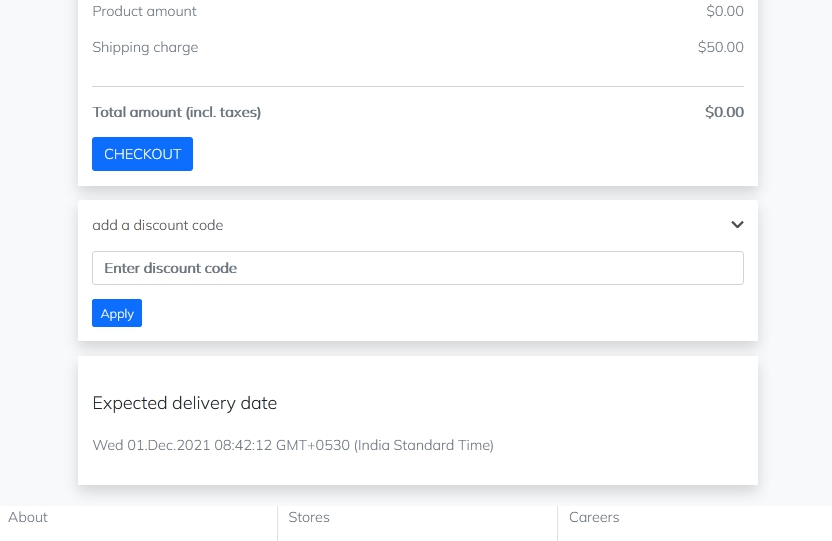 Product amount $0.00
Shipping charge $50.00
Total amount (incl. taxes) $0.00
CHECKOUT
add a discount code
Enter discount code
Apply
Expected delivery date
Wed 01.Dec.2021 08:42:12 GMT+0530 (India Standard Time)
About Stores Careers